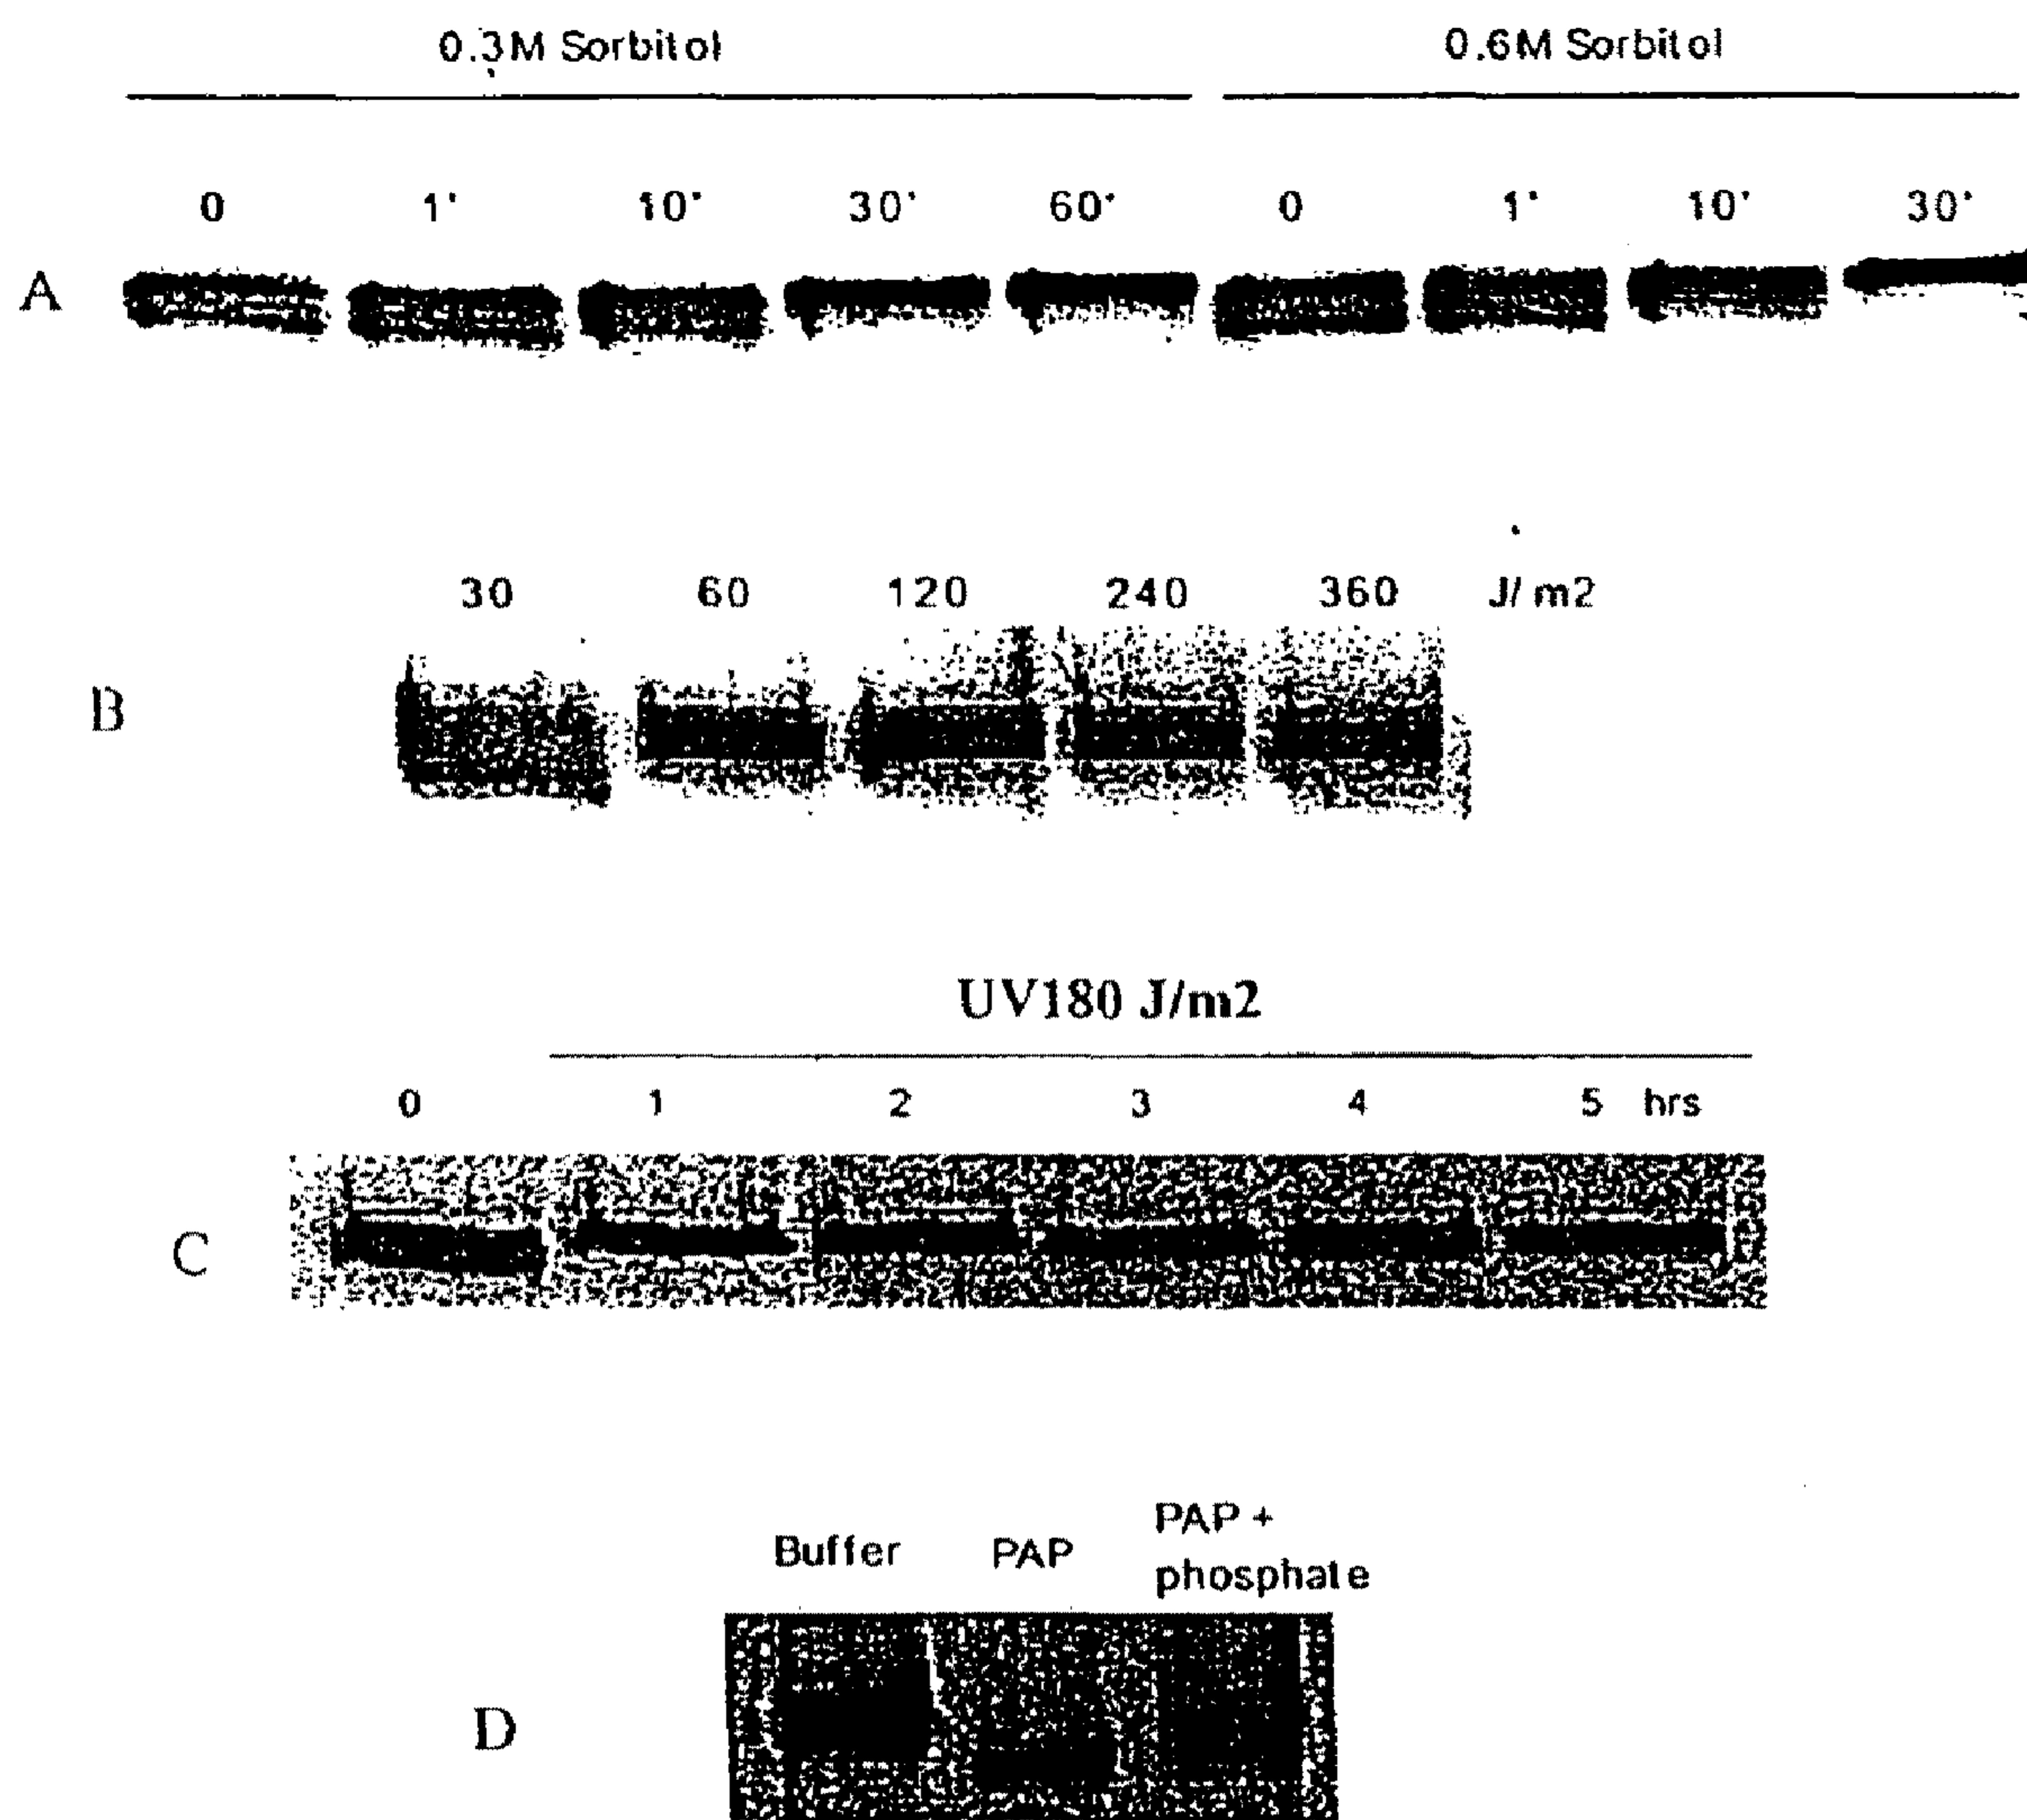 0.3M Sorbitol 0.6M Sorbitol
0 1' 10' 30' 60' 0 1' 10' 30'
A
30 60 120 240 360 J/m2
B
UV180 J/m2
0 1 2 3 4 5 hrs
C
Buffer PAP PAP +
phosphate
D